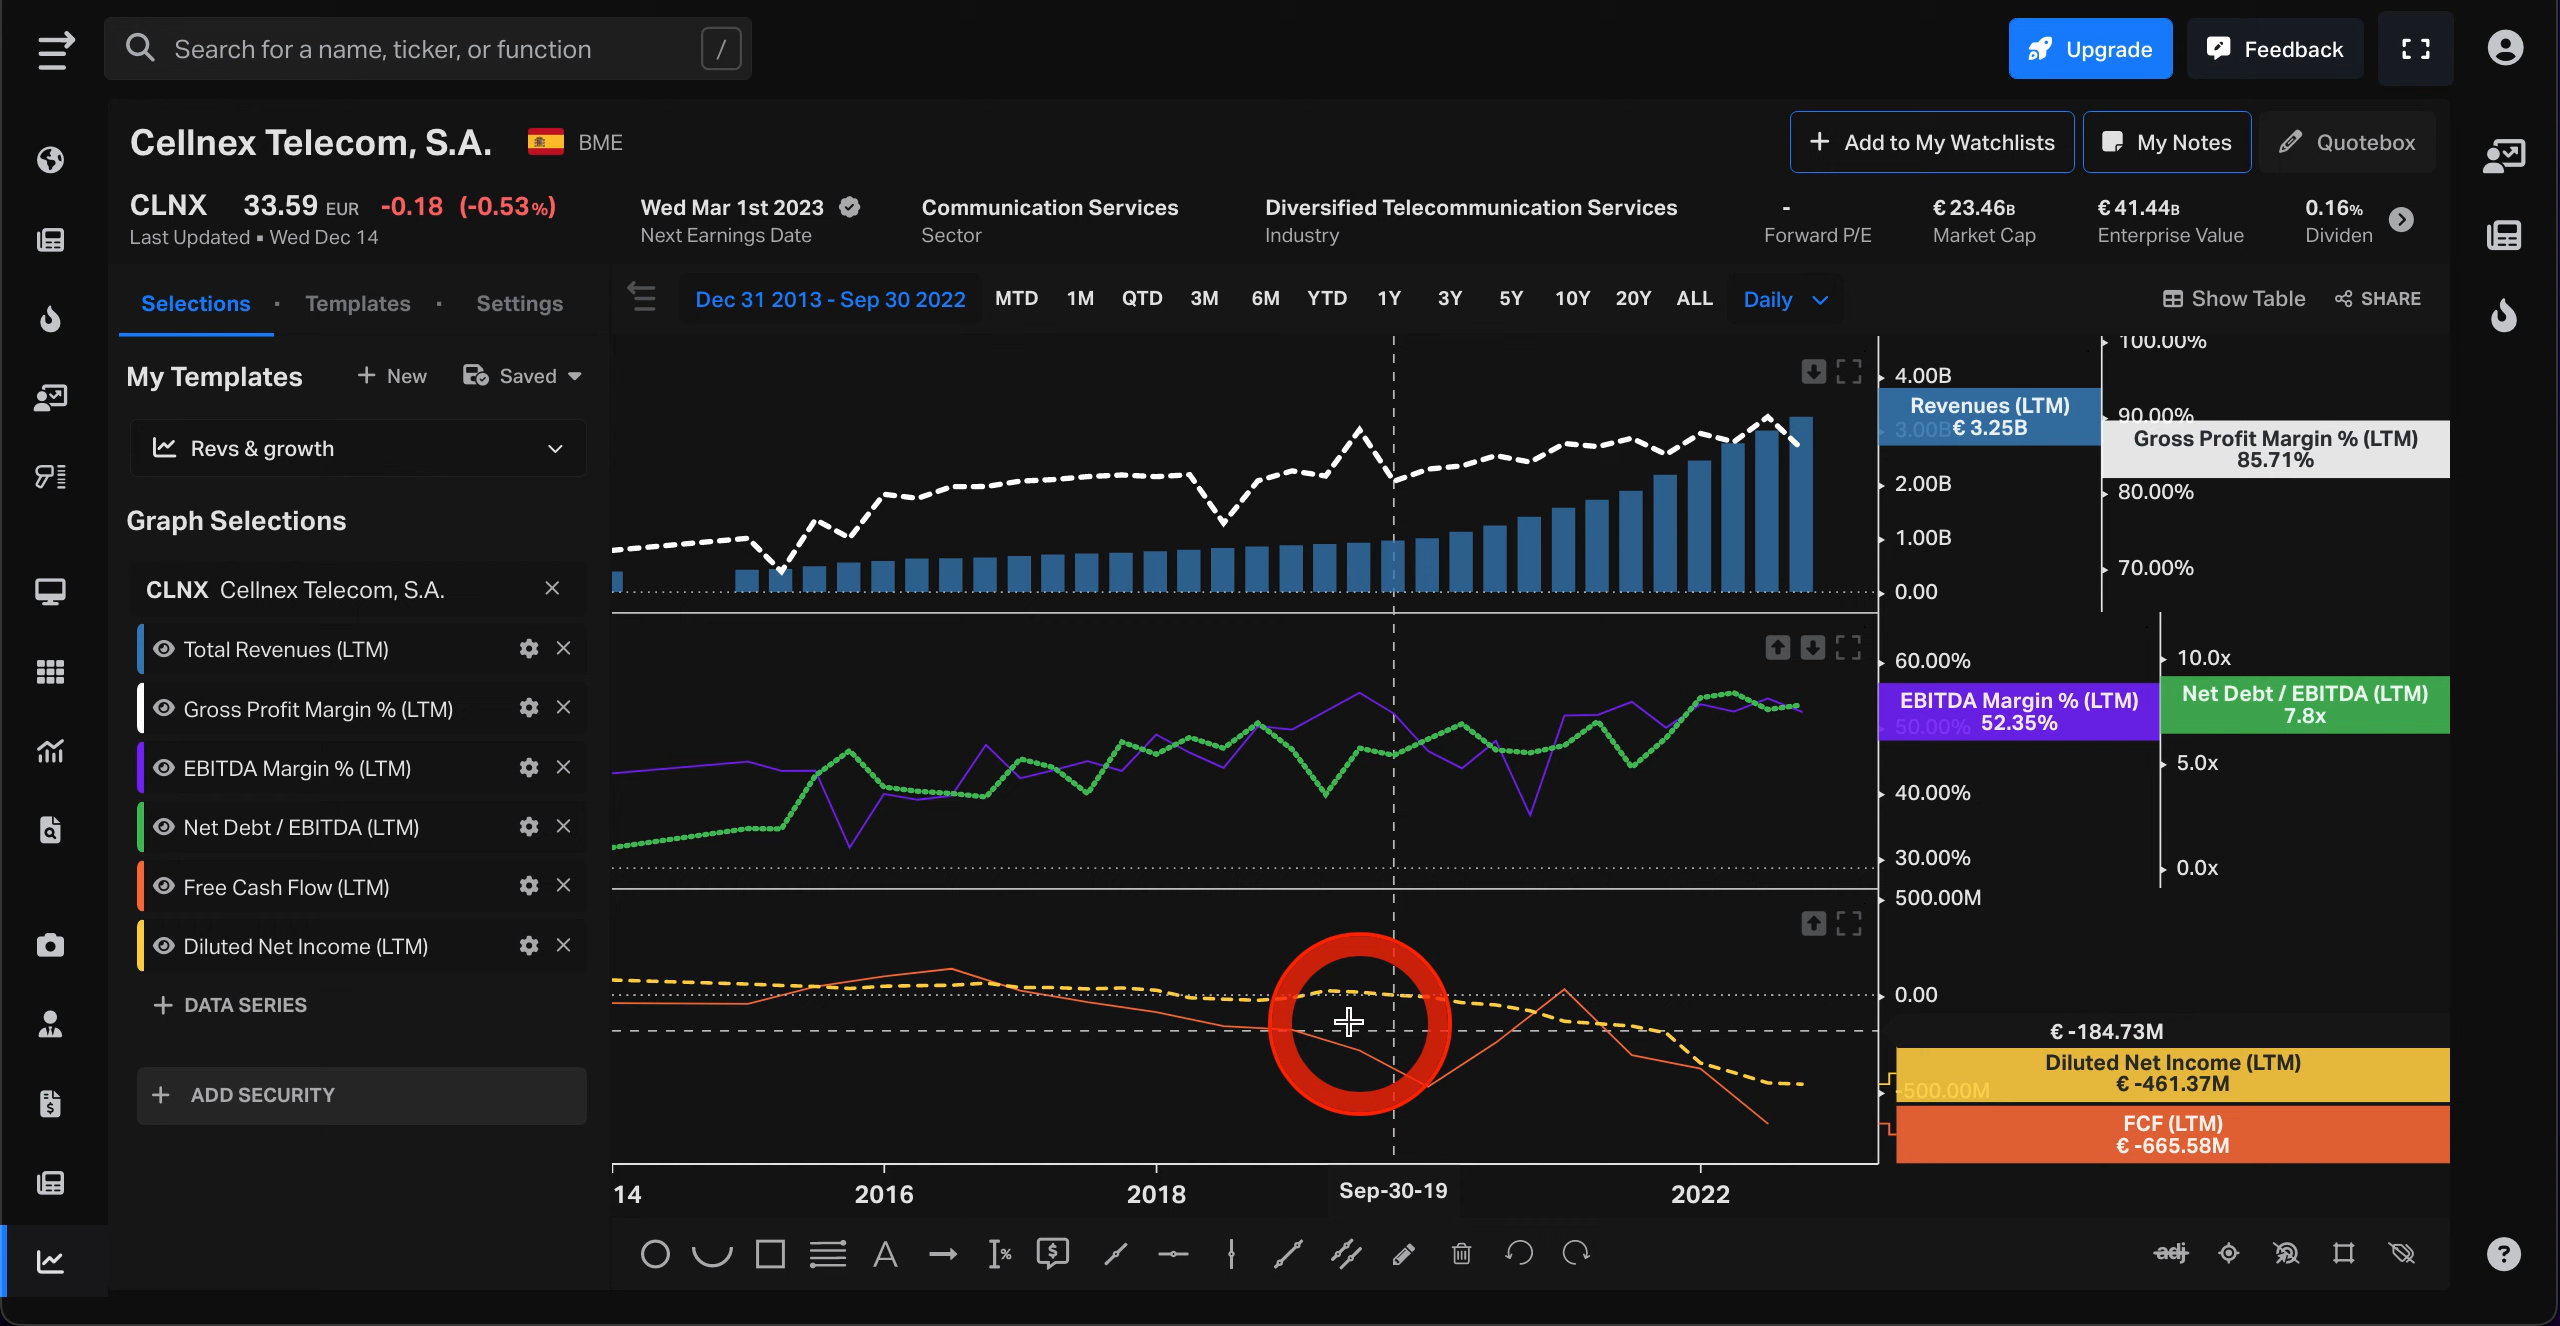 Search for a name, ticker, or function
/
Upgrade
Feedback
Cellnex Telecom, S.A.
BME
+ Add to My Watchlists
My Notes
Quotebox
CLNX 33.59 EUR -0.18 (-0.53%)
Last Updated ▪ Wed Dec 14
Wed Mar 1st 2023
Next Earnings Date
Communication Services
Sector
Diversified Telecommunication Services
Industry
-
Forward P/E
€ 23.46B
Market Cap
€ 41.44B
Enterprise Value
0.16%
Dividen
Selections · Templates · Settings
Dec 31 2013 - Sep 30 2022 MTD 1M QTD 3M 6M YTD 1Y 3Y 5Y 10Y 20Y ALL Daily
Show Table
SHARE
My Templates
+ New
Saved
Revs & growth
Graph Selections
CLNX Cellnex Telecom, S.A.
Total Revenues (LTM)
Gross Profit Margin % (LTM)
EBITDA Margin % (LTM)
Net Debt / EBITDA (LTM)
Free Cash Flow (LTM)
Diluted Net Income (LTM)
+ DATA SERIES
+ ADD SECURITY
4.00B
Revenues (LTM)
3.00B
€ 3.25B
2.00B
1.00B
0.00
100.00%
90.00%
Gross Profit Margin % (LTM)
85.71%
80.00%
70.00%
60.00%
EBITDA Margin % (LTM)
50.00%
52.35%
40.00%
30.00%
10.0x
Net Debt / EBITDA (LTM)
7.8x
5.0x
0.0x
500.00M
0.00
€ -184.73M
Diluted Net Income (LTM)
€ -461.37M
-500.00M
FCF (LTM)
€ -665.58M
14 2016 2018 Sep-30-19 2022
A
%
$
adj
?